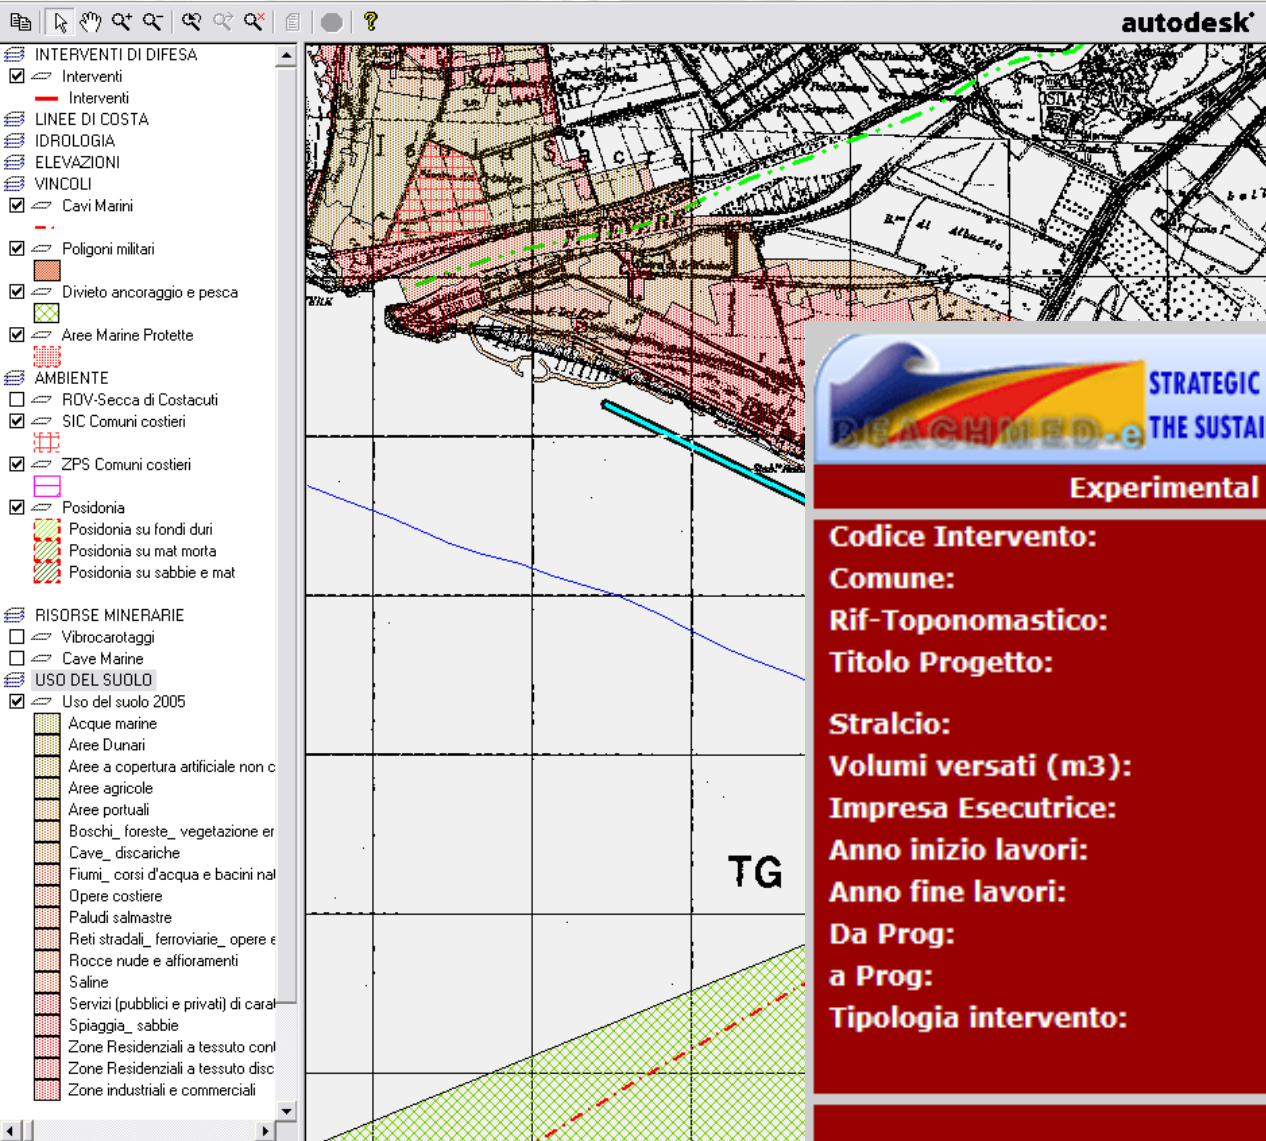 autodesk
INTERVENTI DI DIFESA
Interventi
Interventi
LINEE DI COSTA
IDROLOGIA
ELEVAZIONI
VINCOLI
Cavi Marini
Poligoni militari
Divieto ancoraggio e pesca
Aree Marine Protette
AMBIENTE
ROV-Secca di Costacuti
SIC Comuni costieri
ZPS Comuni costieri
Posidonia
Posidonia su fondi duri
Posidonia su mat morta
Posidonia su sabbie e mat
RISORSE MINERARIE
Vibrocarotaggi
Cave Marine
USO DEL SUOLO
Uso del suolo 2005
Acque marine
Aree Dunari
Aree a copertura artificiale non c
Aree agricole
Aree portuali
Boschi_ foreste_ vegetazione er
Cave_ discariche
Fiumi_ corsi d'acqua e bacini nat
Opere costiere
Paludi salmastre
Reti stradali_ ferroviarie_ opere e
Rocce nude e affioramenti
Saline
Servizi (pubblici e privati) di carat
Spiaggia_ sabbie
Zone Residenziali a tessuto cont
Zone Residenziali a tessuto disc
Zone industriali e commerciali
OSTIA
I s o l a S a c r a
di Albucato
TG
BEACHMED-e
STRATEGIC
THE SUSTAI
Experimental
Codice Intervento:
Comune:
Rif-Toponomastico:
Titolo Progetto:
Stralcio:
Volumi versati (m3):
Impresa Esecutrice:
Anno inizio lavori:
Anno fine lavori:
Da Prog:
a Prog:
Tipologia intervento: